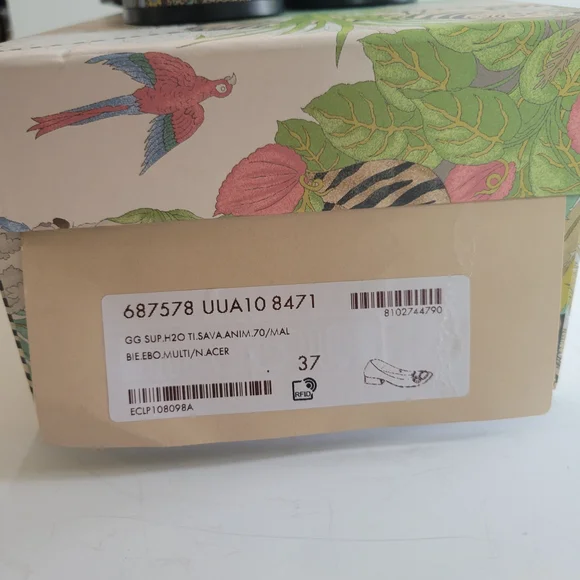 687578 UUA10 8471
8102744790
GG SUP.H2O TI.SAVA.ANIM.70/MAL
BIE.EBO.MULTI/N.ACER
37
RFID
ECLP108098A